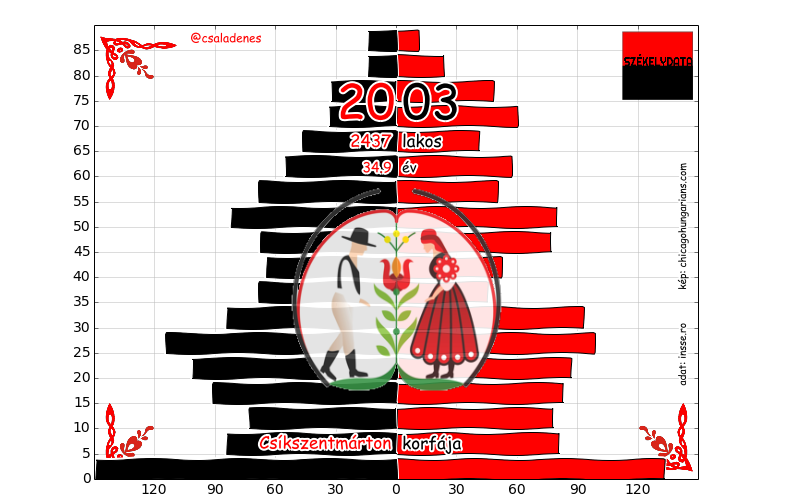 @csaladenes
SZÉKELYDATA
2003
2437 lakos
34.9 év
kép: chicagohungarians.com
adat: insse.ro
Csíkszentmárton korfája
85
80
75
70
65
60
55
50
45
40
35
30
25
20
15
10
5
0
120 90 60 30 0 30 60 90 120